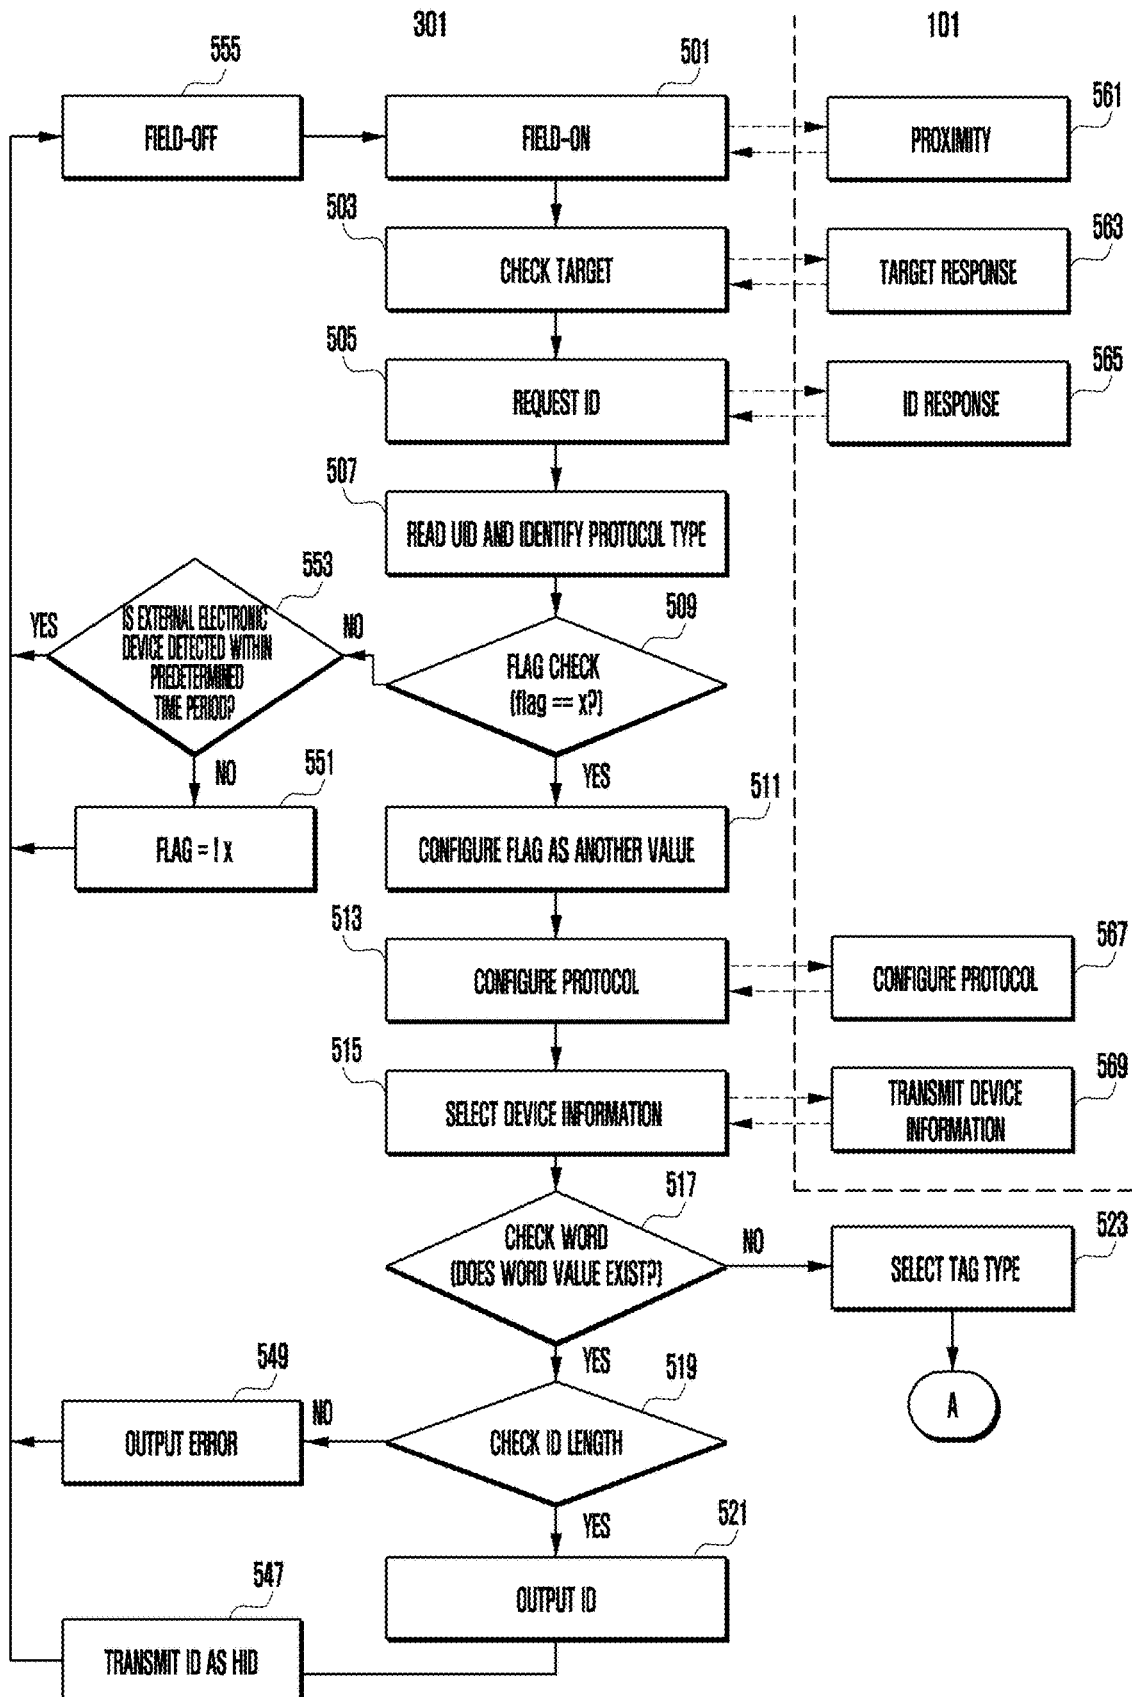 301
101
555
501
561
FIELD-OFF
FIELD-ON
PROXIMITY
503
563
CHECK TARGET
TARGET RESPONSE
505
565
REQUEST ID
ID RESPONSE
507
READ UID AND IDENTIFY PROTOCOL TYPE
553
509
YES
IS EXTERNAL ELECTRONIC
DEVICE DETECTED WITHIN
PREDETERMINED
TIME PERIOD?
NO
FLAG CHECK
(flag == x?)
NO
551
YES
511
FLAG = ! x
CONFIGURE FLAG AS ANOTHER VALUE
513
567
CONFIGURE PROTOCOL
CONFIGURE PROTOCOL
515
569
SELECT DEVICE INFORMATION
TRANSMIT DEVICE
INFORMATION
517
CHECK WORD
(DOES WORD VALUE EXIST?)
NO
523
SELECT TAG TYPE
YES
549
519
A
OUTPUT ERROR
NO
CHECK ID LENGTH
YES
521
547
OUTPUT ID
TRANSMIT ID AS HID